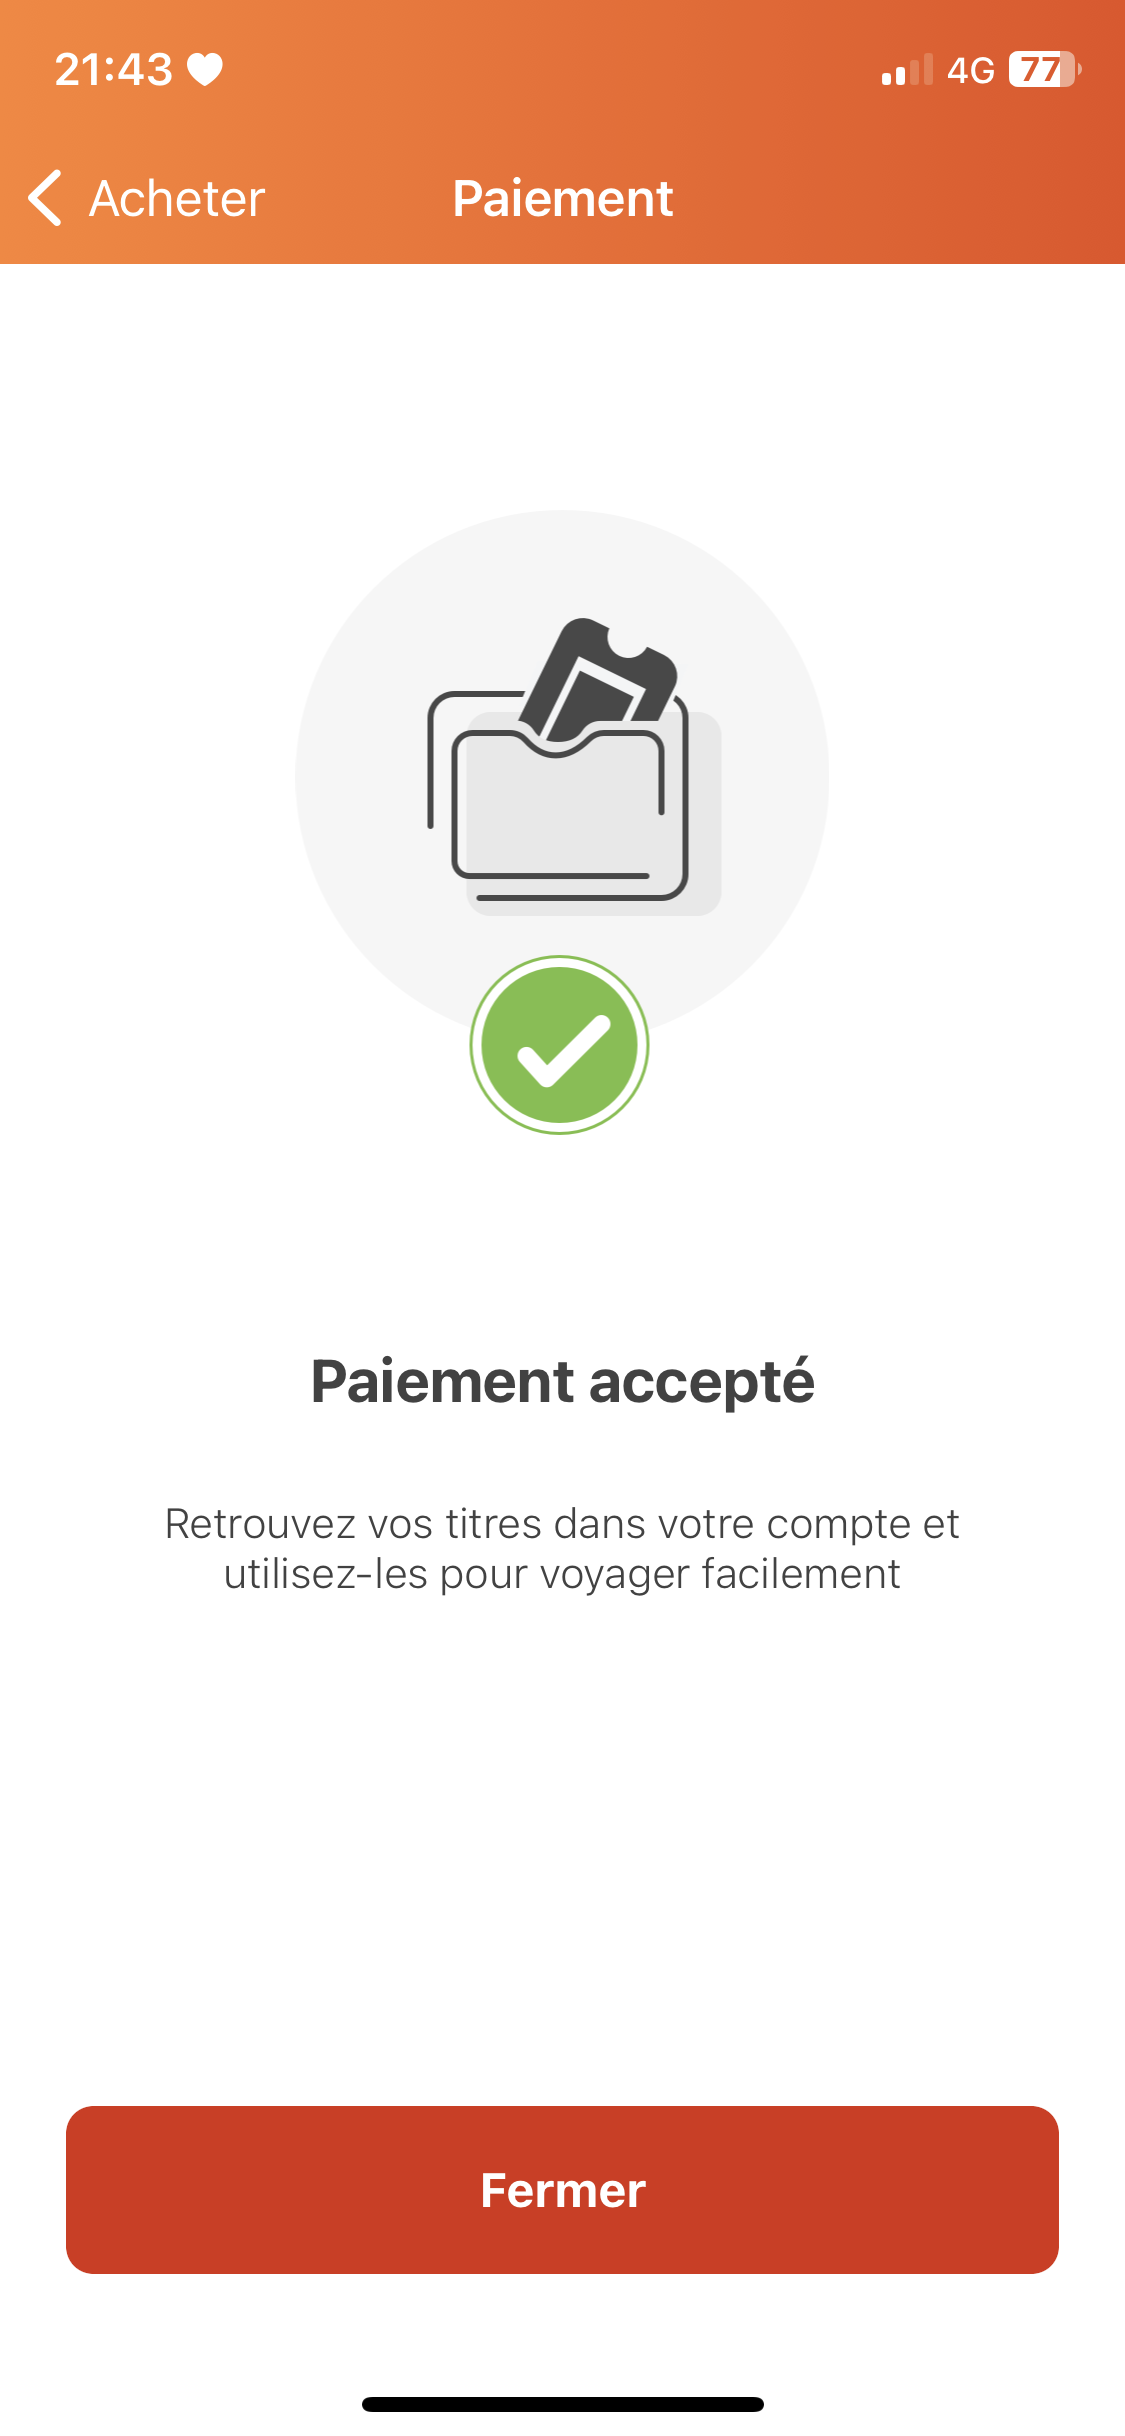 21:43
4G
77
Acheter
Paiement
Paiement accepté
Retrouvez vos titres dans votre compte et
utilisez-les pour voyager facilement
Fermer